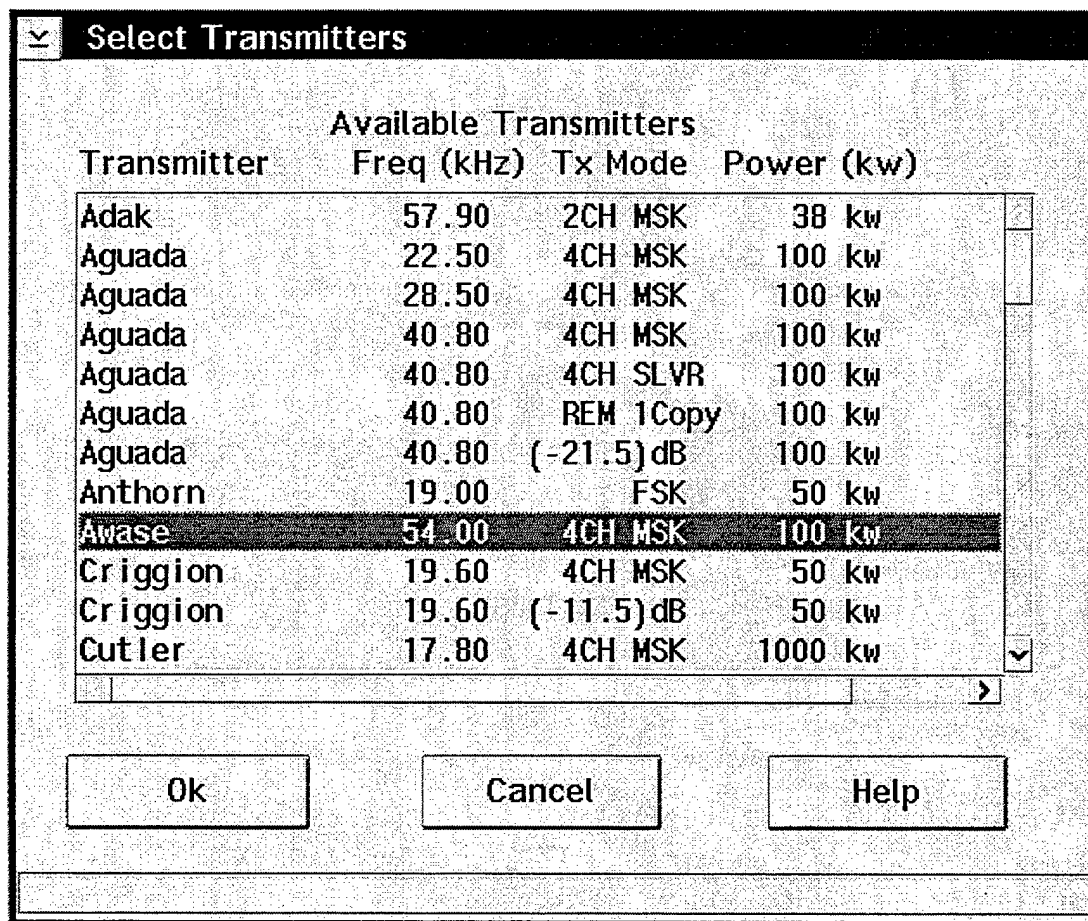 Select Transmitters
Available Transmitters
Transmitter Freq (kHz) Tx Mode Power (kw)
Adak 57.90 2CH MSK 38 kw
Aguada 22.50 4CH MSK 100 kw
Aguada 28.50 4CH MSK 100 kw
Aguada 40.80 4CH MSK 100 kw
Aguada 40.80 4CH SLVR 100 kw
Aguada 40.80 REM 1Copy 100 kw
Aguada 40.80 (-21.5)dB 100 kw
Anthorn 19.00 FSK 50 kw
Awase 54.00 4CH MSK 100 kw
Criggion 19.60 4CH MSK 50 kw
Criggion 19.60 (-11.5)dB 50 kw
Cutler 17.80 4CH MSK 1000 kw
Ok Cancel Help